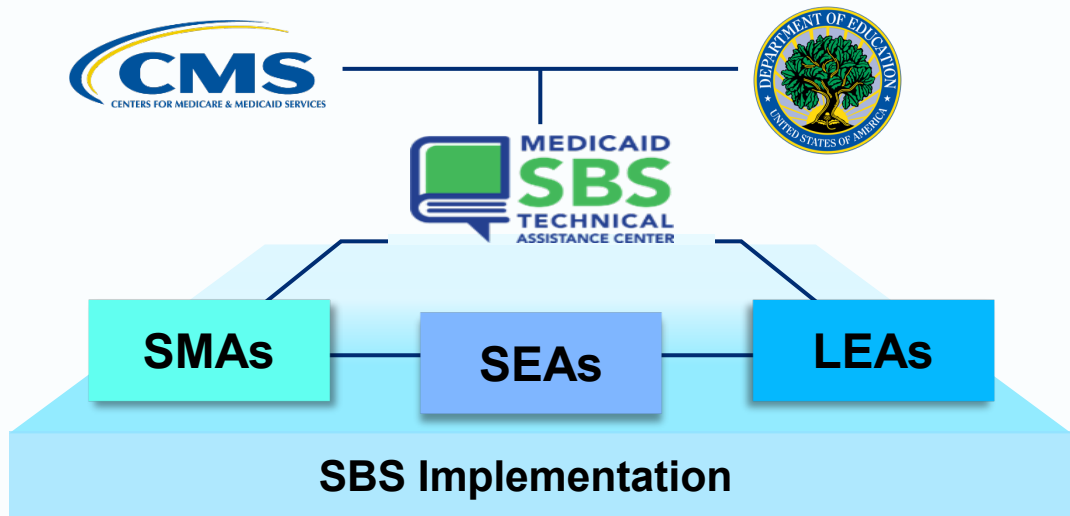 CMS
CENTERS FOR MEDICARE & MEDICAID SERVICES
DEPARTMENT OF EDUCATION
UNITED STATES OF AMERICA
MEDICAID
SBS
TECHNICAL
ASSISTANCE CENTER
SMAs
SEAs
LEAs
SBS Implementation